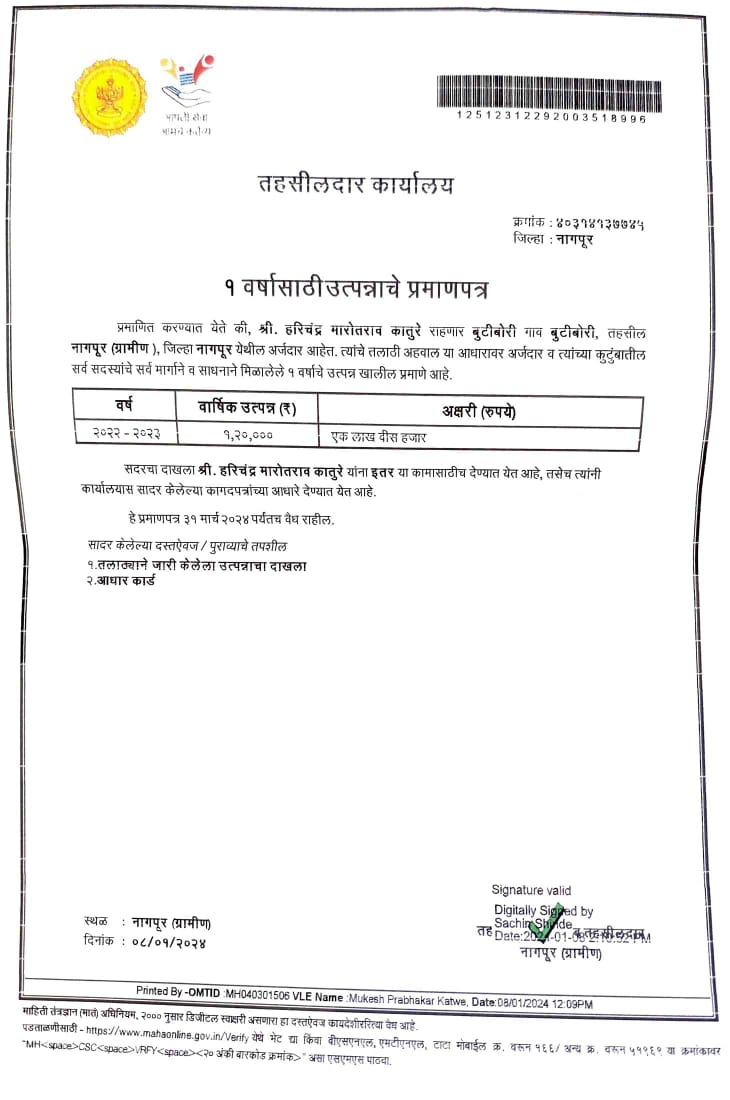 आपली सेवा
आमचे कर्तव्य
12512312292003518996
तहसीलदार कार्यालय
क्रमांक : ४०३१४१३७७४५
जिल्हा : नागपूर
१ वर्षासाठी उत्पन्नाचे प्रमाणपत्र
प्रमाणित करण्यात येते की, श्री. हरिचंद्र मारोतराव कातुरे राहणार बुटीबोरी गाव बुटीबोरी, तहसील
नागपूर (ग्रामीण ), जिल्हा नागपूर येथील अर्जदार आहेत. त्यांचे तलाठी अहवाल या आधारावर अर्जदार व त्यांच्या कुटुंबातील
सर्व सदस्यांचे सर्व मार्गाने व साधनाने मिळालेले १ वर्षाचे उत्पन्न खालील प्रमाणे आहे.
वर्ष वार्षिक उत्पन्न (₹) अक्षरी (रुपये)
२०२२ - २०२३ १,२०,००० एक लाख वीस हजार
सदरचा दाखला श्री. हरिचंद्र मारोतराव कातुरे यांना इतर या कामासाठीच देण्यात येत आहे, तसेच त्यांनी
कार्यालयास सादर केलेल्या कागदपत्रांच्या आधारे देण्यात येत आहे.
हे प्रमाणपत्र ३१ मार्च २०२४ पर्यंतच वैध राहील.
सादर केलेल्या दस्तऐवज / पुराव्याचे तपशील
१.तलाठ्याने जारी केलेला उत्पन्नाचा दाखला
२.आधार कार्ड
Signature valid
Digitally Signed by
Sachin Shinde
Date:2024-01-08 PM
नागपूर (ग्रामीण)
स्थळ : नागपूर (ग्रामीण)
दिनांक : ०८/०१/२०२४
Printed By -OMTID :MH040301506 VLE Name :Mukesh Prabhakar Katwe, Date:08/01/2024 12:09PM
माहिती तंत्रज्ञान (मात) अधिनियम, २००० नुसार डिजीटल स्वाक्षरी असणारा हा दस्तऐवज कायदेशीररित्या वैध आहे.
पडताळणीसाठी - https://www.mahaonline.gov.in/Verify येथे भेट द्या किंवा बीएसएनएल, एमटीएनएल, टाटा मोबाईल क्र. वरून १६६/ अन्य क्र. वरून ५१९६९ या क्रमांकावर
"MH<space>CSC<space>VRFY<space><२० अंकी बारकोड क्रमांक>" असा एसएमएस पाठवा.